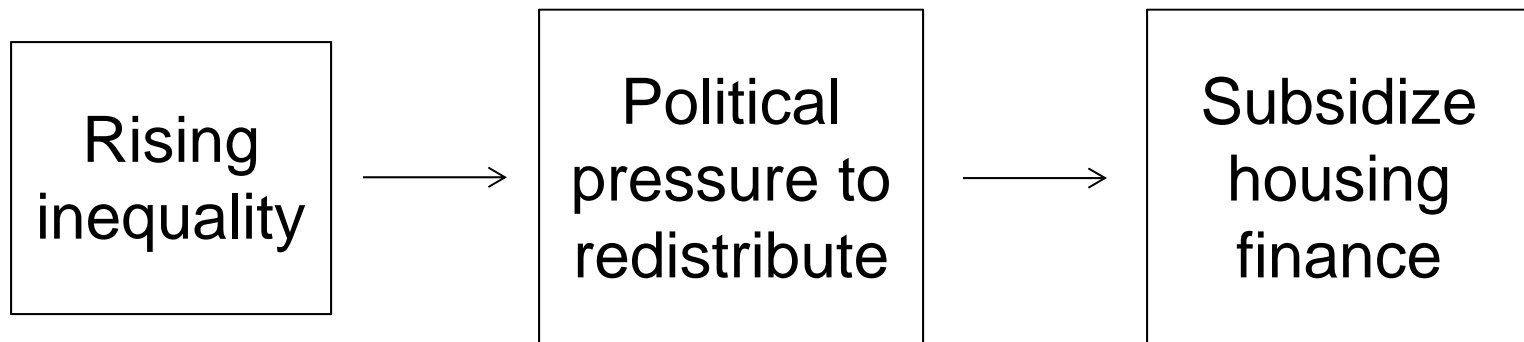 Rising
inequality
Political
pressure to
redistribute
Subsidize
housing
finance